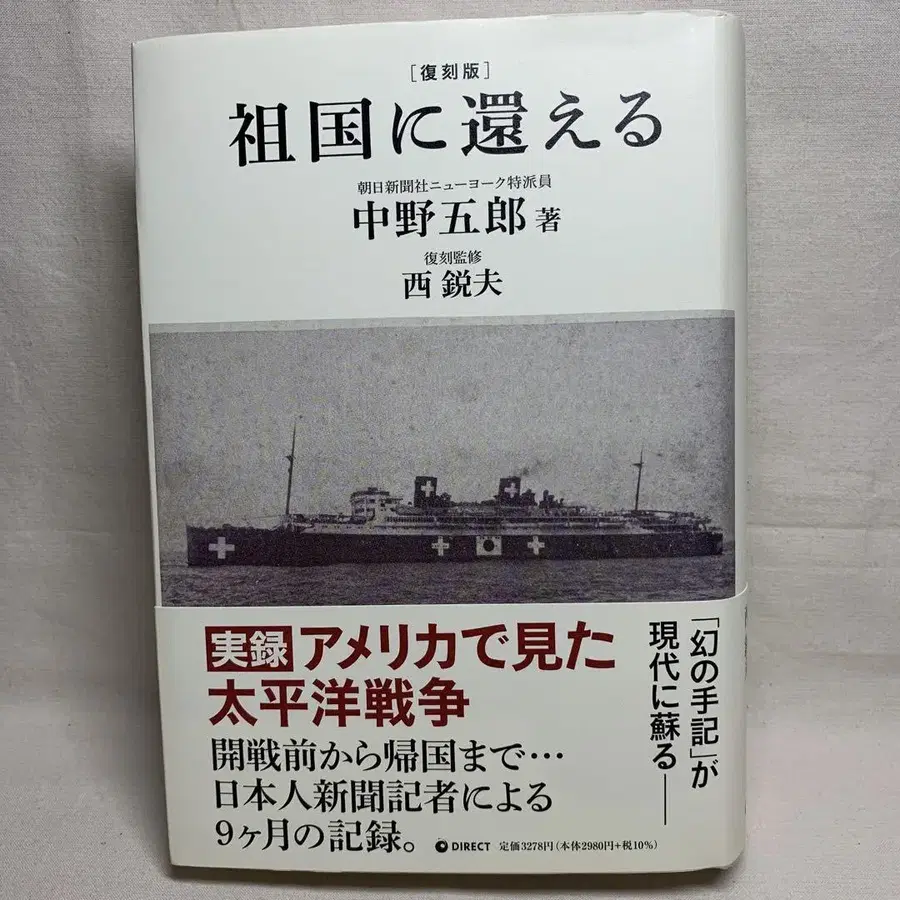 ［復刻版］
祖国に還える
朝日新聞社ニューヨーク特派員
中野五郎 著
復刻監修
西 鋭夫
実録 アメリカで見た
太平洋戦争
開戦前から帰国まで…
日本人新聞記者による
9ヶ月の記録。
「幻の手記」が
現代に蘇る――
DIRECT 定価3278円（本体2980円+税10%）